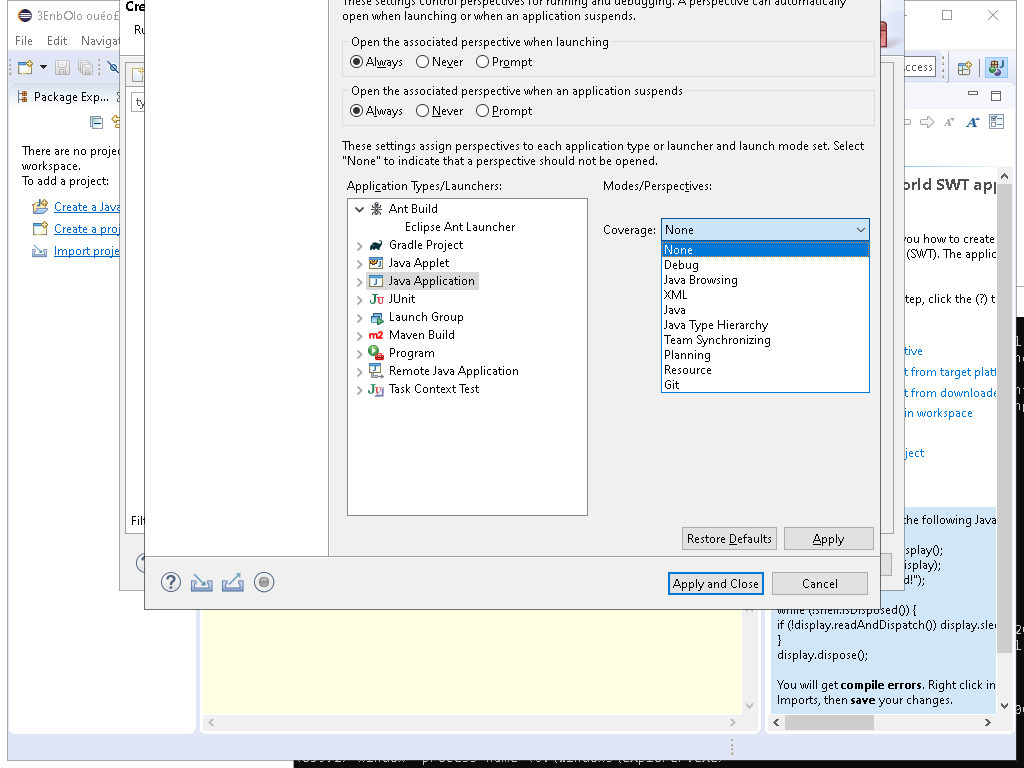 3EnbOlo ouéof
File Edit Navigat
Package Exp...
There are no proje
workspace.
To add a project:
Create a Java
Create a proj
Import proje
Cre
Ru
ty
Filt
These settings control perspectives for running and debugging. A perspective can automatically
open when launching or when an application suspends.
Open the associated perspective when launching
Always Never Prompt
Open the associated perspective when an application suspends
Always Never Prompt
These settings assign perspectives to each application type or launcher and launch mode set. Select
"None" to indicate that a perspective should not be opened.
Application Types/Launchers:
Modes/Perspectives:
Ant Build
Eclipse Ant Launcher
Gradle Project
Java Applet
Java Application
JUnit
Launch Group
Maven Build
Program
Remote Java Application
Task Context Test
Coverage: None
None
Debug
Java Browsing
XML
Java
Java Type Hierarchy
Team Synchronizing
Planning
Resource
Git
Restore Defaults Apply
Apply and Close Cancel
ccess
orld SWT app
you how to create
(SWT). The applic
tep, click the (?) t
tive
t from target platf
t from downloade
in workspace
ject
the following Java
splay();
isplay);
d!");
while (!shell.isDisposed()) {
if (!display.readAndDispatch()) display.slee
}
display.dispose();
You will get compile errors. Right click in
Imports, then save your changes.